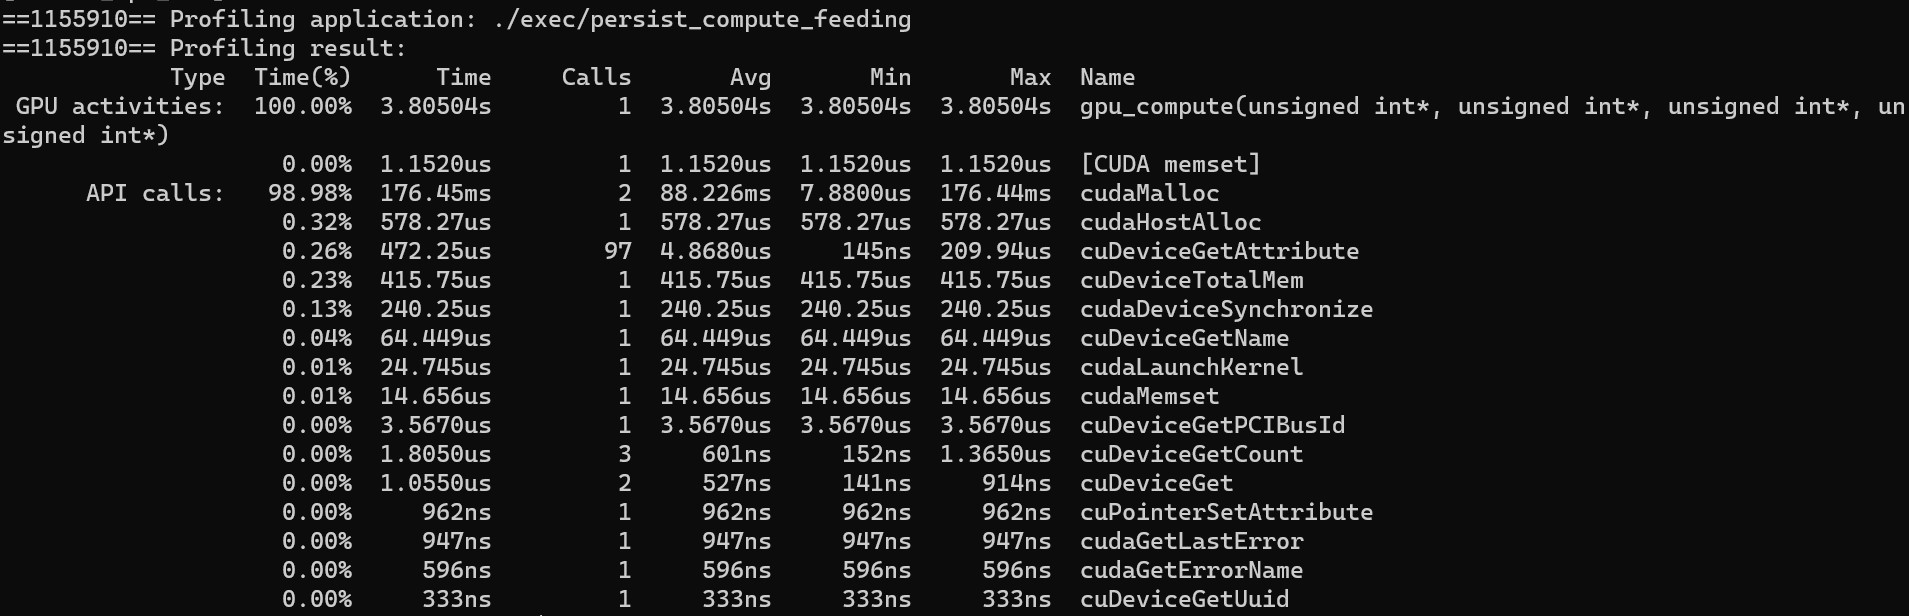 ==1155910== Profiling application: ./exec/persist_compute_feeding
==1155910== Profiling result:
            Type  Time(%)      Time     Calls       Avg       Min       Max  Name
 GPU activities:  100.00%  3.80504s         1  3.80504s  3.80504s  3.80504s  gpu_compute(unsigned int*, unsigned int*, unsigned int*, un
signed int*)
                    0.00%  1.1520us         1  1.1520us  1.1520us  1.1520us  [CUDA memset]
      API calls:   98.98%  176.45ms         2  88.226ms  7.8800us  176.44ms  cudaMalloc
                    0.32%  578.27us         1  578.27us  578.27us  578.27us  cudaHostAlloc
                    0.26%  472.25us        97  4.8680us     145ns  209.94us  cuDeviceGetAttribute
                    0.23%  415.75us         1  415.75us  415.75us  415.75us  cuDeviceTotalMem
                    0.13%  240.25us         1  240.25us  240.25us  240.25us  cudaDeviceSynchronize
                    0.04%  64.449us         1  64.449us  64.449us  64.449us  cuDeviceGetName
                    0.01%  24.745us         1  24.745us  24.745us  24.745us  cudaLaunchKernel
                    0.01%  14.656us         1  14.656us  14.656us  14.656us  cudaMemset
                    0.00%  3.5670us         1  3.5670us  3.5670us  3.5670us  cuDeviceGetPCIBusId
                    0.00%  1.8050us         3     601ns     152ns  1.3650us  cuDeviceGetCount
                    0.00%  1.0550us         2     527ns     141ns     914ns  cuDeviceGet
                    0.00%     962ns         1     962ns     962ns     962ns  cuPointerSetAttribute
                    0.00%     947ns         1     947ns     947ns     947ns  cudaGetLastError
                    0.00%     596ns         1     596ns     596ns     596ns  cudaGetErrorName
                    0.00%     333ns         1     333ns     333ns     333ns  cuDeviceGetUuid